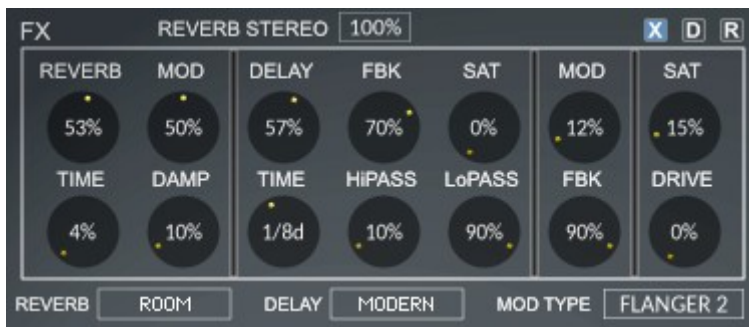 FX REVERB STEREO 100% X D R
REVERB MOD DELAY FBK SAT MOD SAT
53% 50% 57% 70% 0% 12% 15%
TIME DAMP TIME HiPASS LoPASS FBK DRIVE
4% 10% 1/8d 10% 90% 90% 0%
REVERB ROOM DELAY MODERN MOD TYPE FLANGER 2